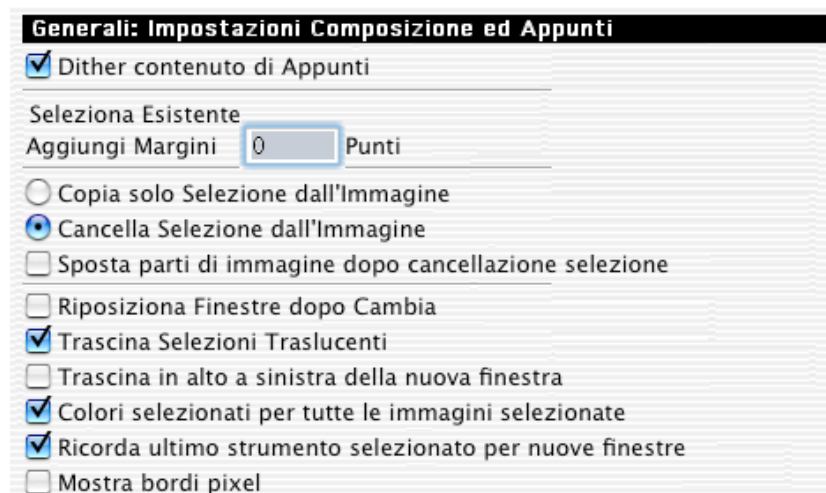 Generali: Impostazioni Composizione ed Appunti
Dither contenuto di Appunti
Seleziona Esistente
Aggiungi Margini 0 Punti
Copia solo Selezione dall'Immagine
Cancella Selezione dall'Immagine
Sposta parti di immagine dopo cancellazione selezione
Riposiziona Finestre dopo Cambia
Trascina Selezioni Traslucenti
Trascina in alto a sinistra della nuova finestra
Colori selezionati per tutte le immagini selezionate
Ricorda ultimo strumento selezionato per nuove finestre
Mostra bordi pixel